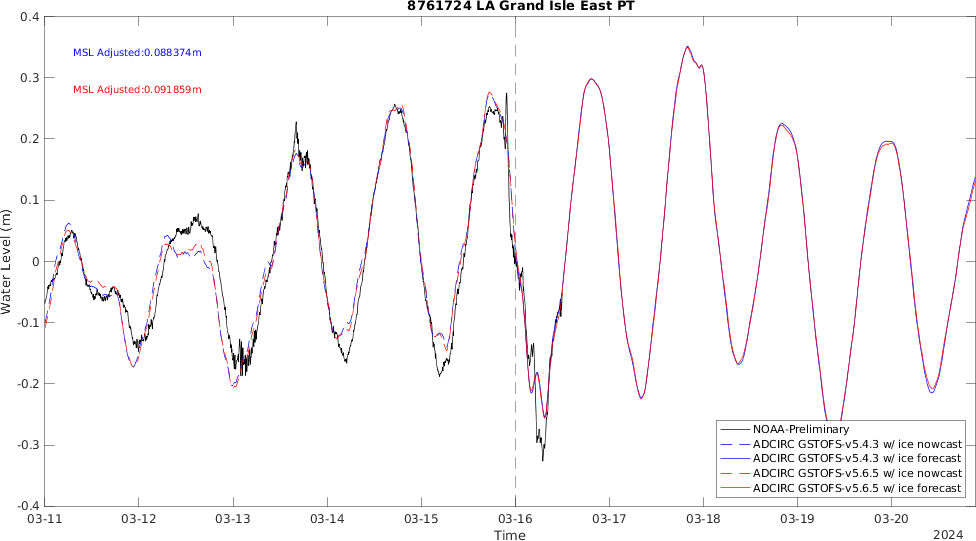 8761724 LA Grand Isle East PT
MSL Adjusted:0.088374m
MSL Adjusted:0.091859m
0.4
0.3
0.2
0.1
0
-0.1
-0.2
-0.3
-0.4
Water Level (m)
NOAA-Preliminary
ADCIRC GSTOFS-v5.4.3 w/ ice nowcast
ADCIRC GSTOFS-v5.4.3 w/ ice forecast
ADCIRC GSTOFS-v5.6.5 w/ ice nowcast
ADCIRC GSTOFS-v5.6.5 w/ ice forecast
03-11 03-12 03-13 03-14 03-15 03-16 03-17 03-18 03-19 03-20
Time
2024